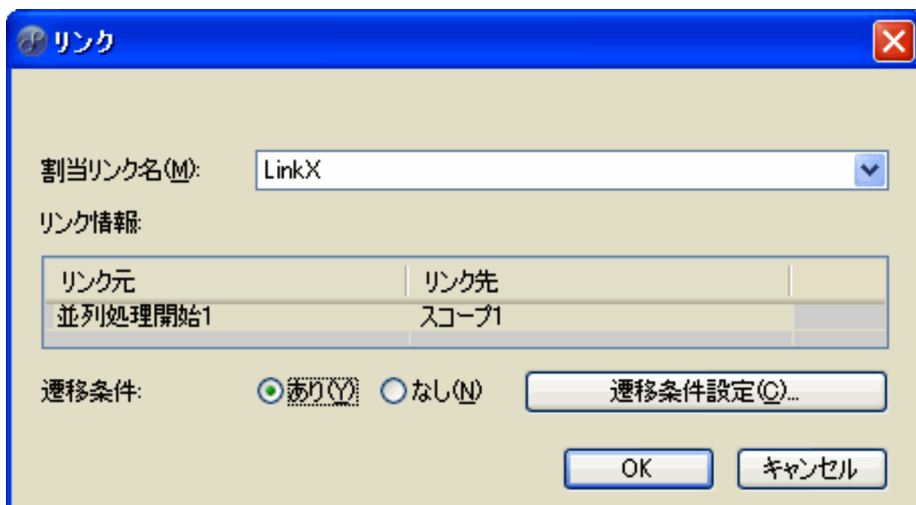 リンク
割当リンク名(M): LinkX
リンク情報:
リンク元 リンク先
並列処理開始1 スコープ1
遷移条件: あり(Y) なし(N) 遷移条件設定(C)...
OK キャンセル